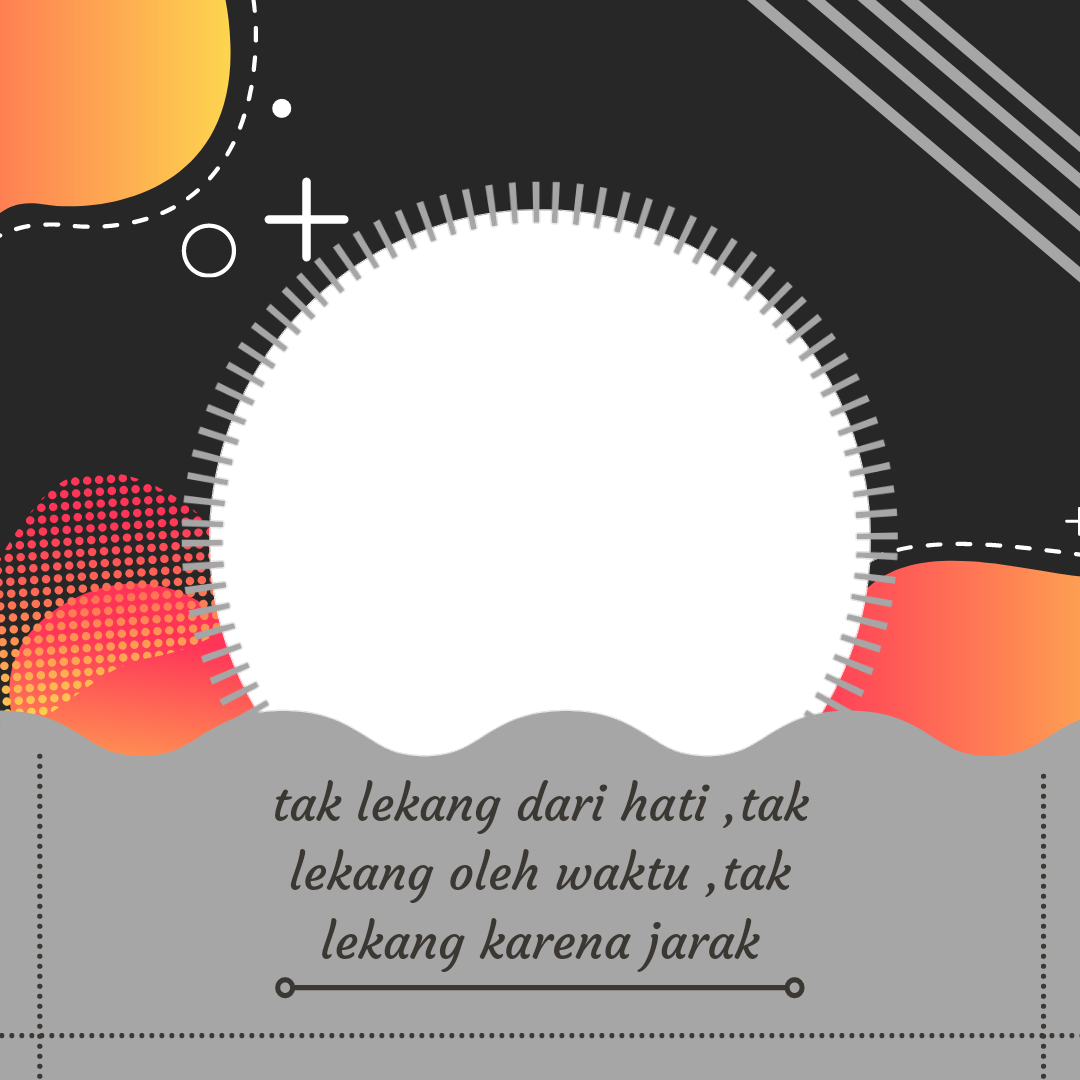 tak lekang dari hati ,tak
lekang oleh waktu ,tak
lekang karena jarak